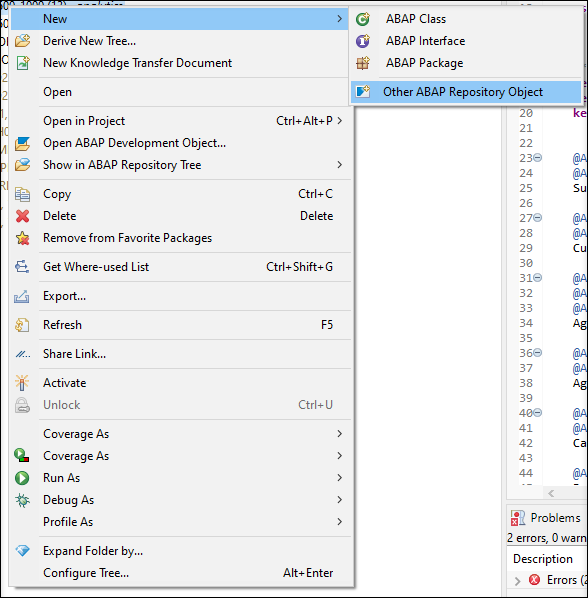 New
Derive New Tree...
New Knowledge Transfer Document
Open
Open in Project Ctrl+Alt+P
Open ABAP Development Object...
Show in ABAP Repository Tree
Copy Ctrl+C
Delete Delete
Remove from Favorite Packages
Get Where-used List Ctrl+Shift+G
Export...
Refresh F5
Share Link...
Activate
Unlock Ctrl+U
Coverage As
Coverage As
Run As
Debug As
Profile As
Expand Folder by...
Configure Tree... Alt+Enter
ABAP Class
ABAP Interface
ABAP Package
Other ABAP Repository Object
20 ke
21
22
23 @A
24 @A
25 Su
26
27 @A
29 Cu
30
31 @A
34 Ag
35
36 @A
38 Ag
39
40 @A
41 @A
42 Ca
43
44 @A
Problems
2 errors, 0 warn
Description
Errors (2